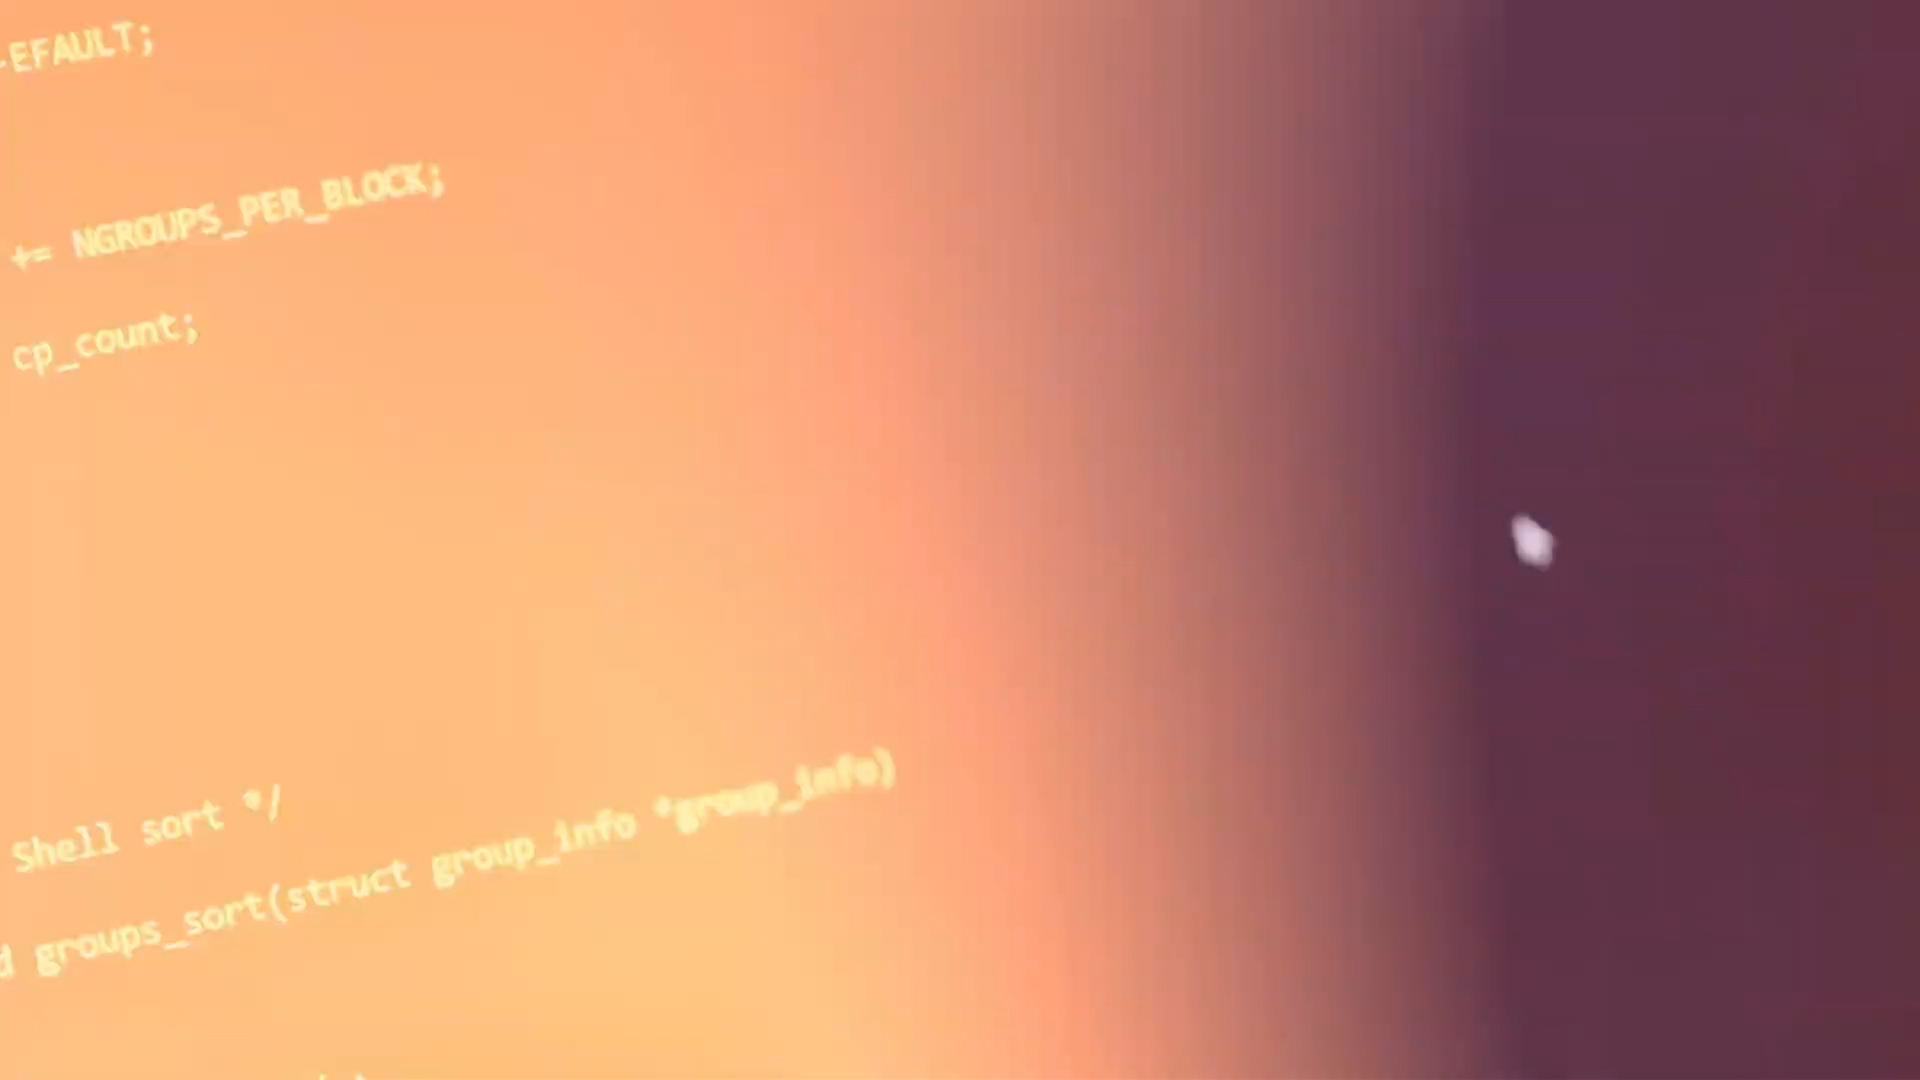 -EFAULT;
+= NGROUPS_PER_BLOCK;
cp_count;
Shell sort */
groups_sort(struct group_info *group_info)